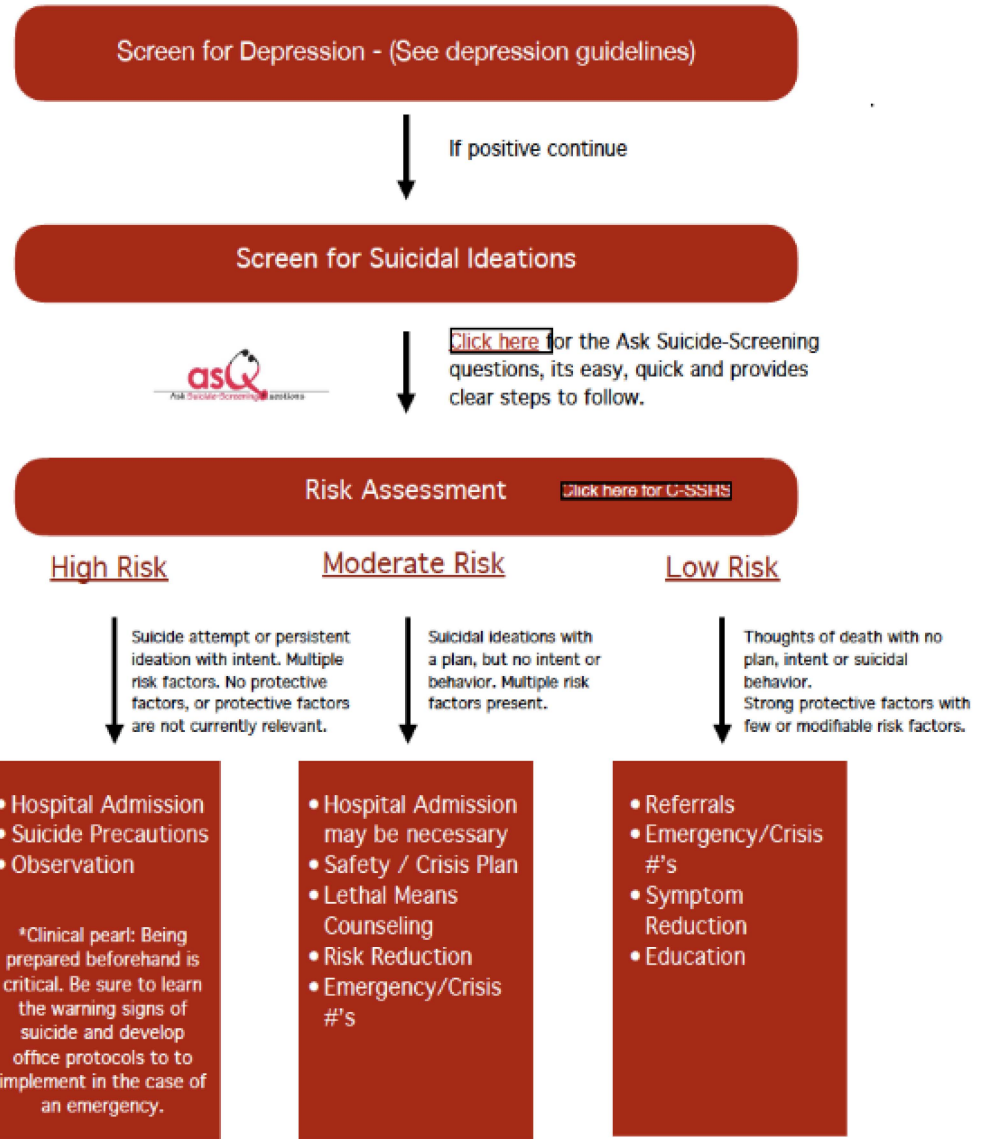 Screen for Depression - (See depression guidelines)
If positive continue
Screen for Suicidal Ideations
asQ
Ask Suicide-Screening Questions
Click here for the Ask Suicide-Screening
questions, its easy, quick and provides
clear steps to follow.
Risk Assessment
Click here for C-SSRS
High Risk
Suicide attempt or persistent
ideation with intent. Multiple
risk factors. No protective
factors, or protective factors
are not currently relevant.
Moderate Risk
Suicidal ideations with
a plan, but no intent or
behavior. Multiple risk
factors present.
Low Risk
Thoughts of death with no
plan, intent or suicidal
behavior.
Strong protective factors with
few or modifiable risk factors.
• Hospital Admission
• Suicide Precautions
• Observation
*Clinical pearl: Being
prepared beforehand is
critical. Be sure to learn
the warning signs of
suicide and develop
office protocols to to
implement in the case of
an emergency.
• Hospital Admission
may be necessary
• Safety / Crisis Plan
• Lethal Means
Counseling
• Risk Reduction
• Emergency/Crisis
#'s
• Referrals
• Emergency/Crisis
#'s
• Symptom
Reduction
• Education